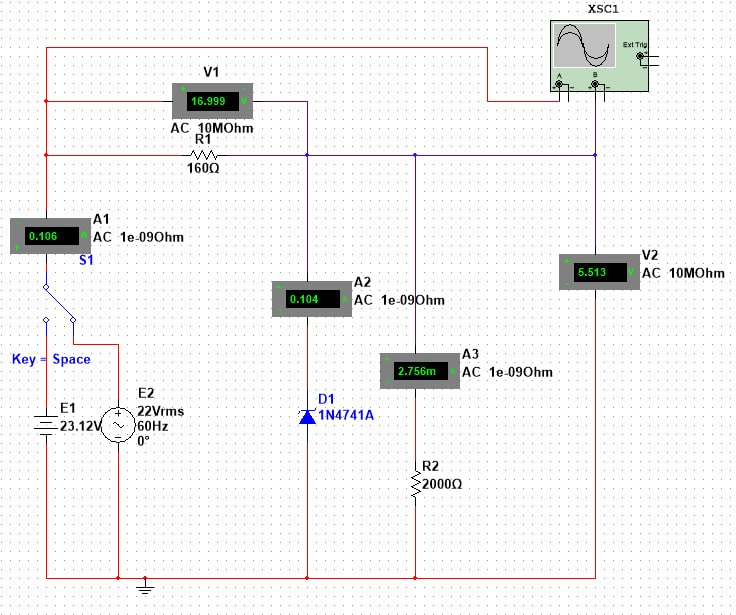 XSC1
Ext Trig
+
-
A
B
+ - + -
V1
+ 16.999 V -
AC 10MOhm
R1
160Ω
A1
0.106 A
AC 1e-09Ohm
S1
Key = Space
V2
5.513 V
AC 10MOhm
A2
0.104 A
AC 1e-09Ohm
A3
2.756m A
AC 1e-09Ohm
D1
1N4741A
E1
23.12V
E2
22Vrms
60Hz
0°
R2
2000Ω